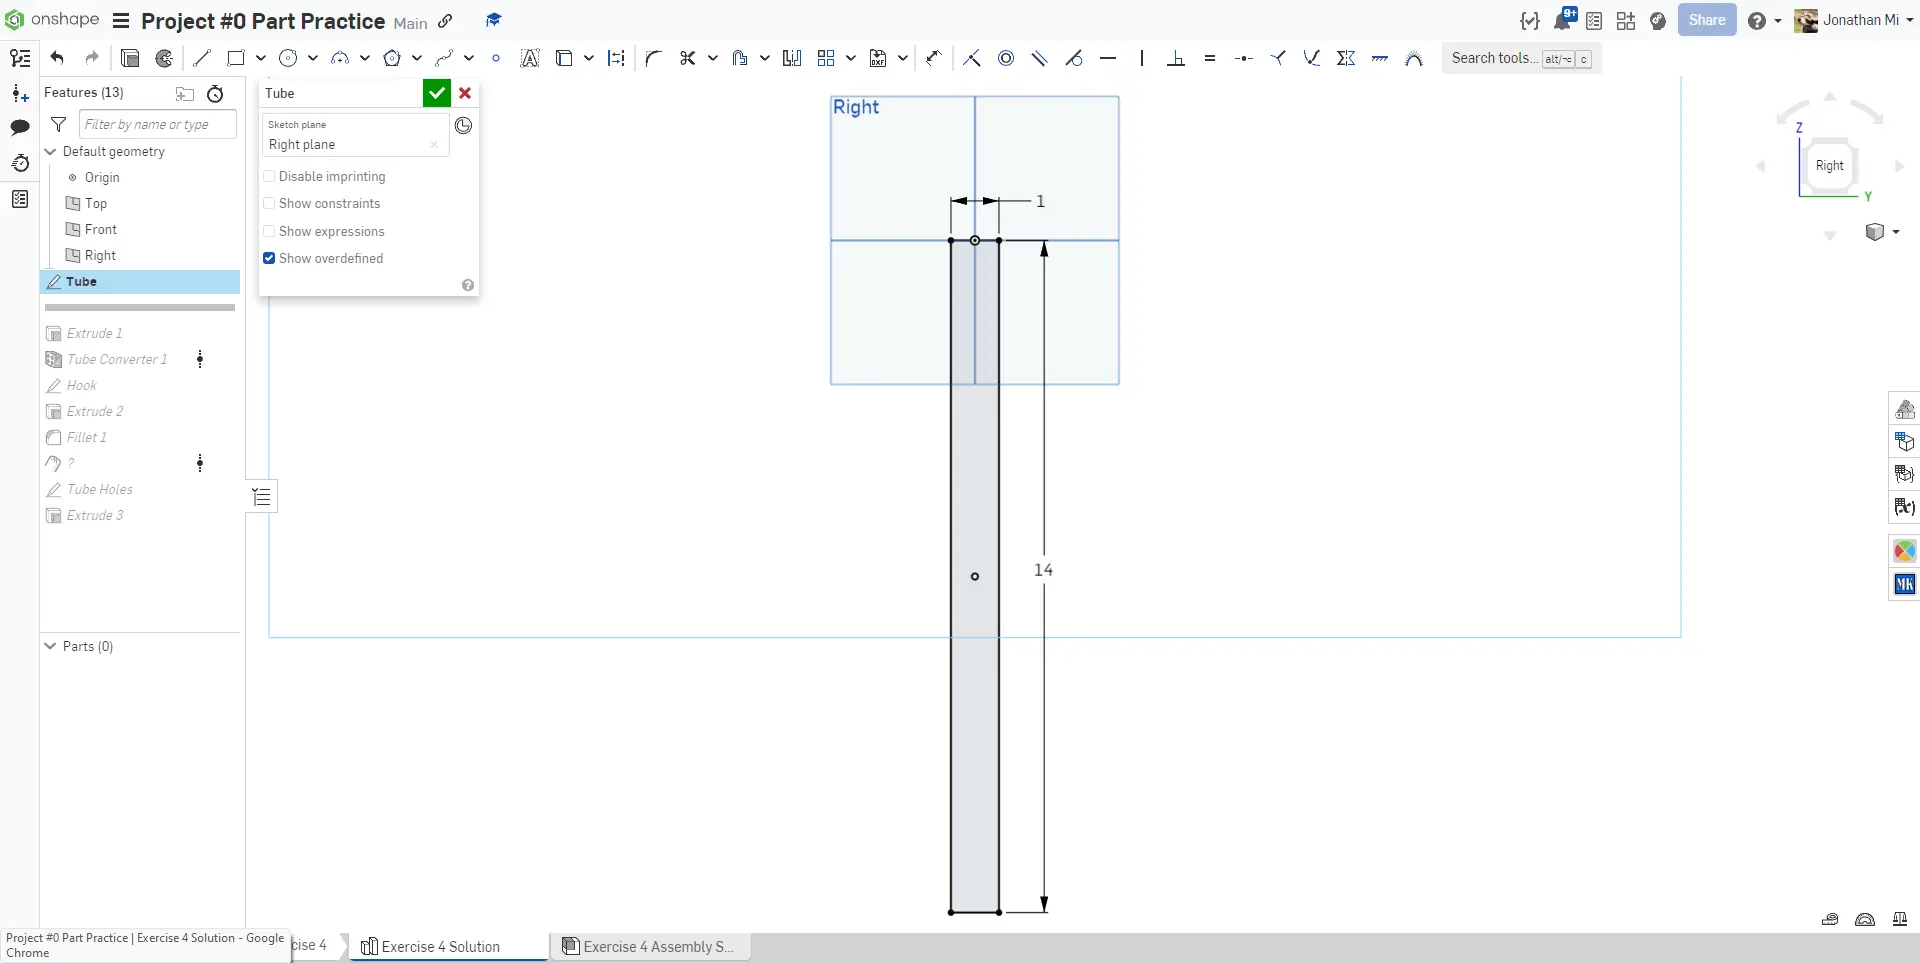 onshape
Project #0 Part Practice Main
9+
Share
Jonathan Mi
Search tools... alt/⌥ c
Features (13)
Filter by name or type
Default geometry
Origin
Top
Front
Right
Tube
Extrude 1
Tube Converter 1
Hook
Extrude 2
Fillet 1
?
Tube Holes
Extrude 3
Parts (0)
Tube
Sketch plane
Right plane
Disable imprinting
Show constraints
Show expressions
Show overdefined
Right
1
14
Z
Right
Y
MK
Project #0 Part Practice | Exercise 4 Solution - Google
Chrome
cise 4
Exercise 4 Solution
Exercise 4 Assembly S...